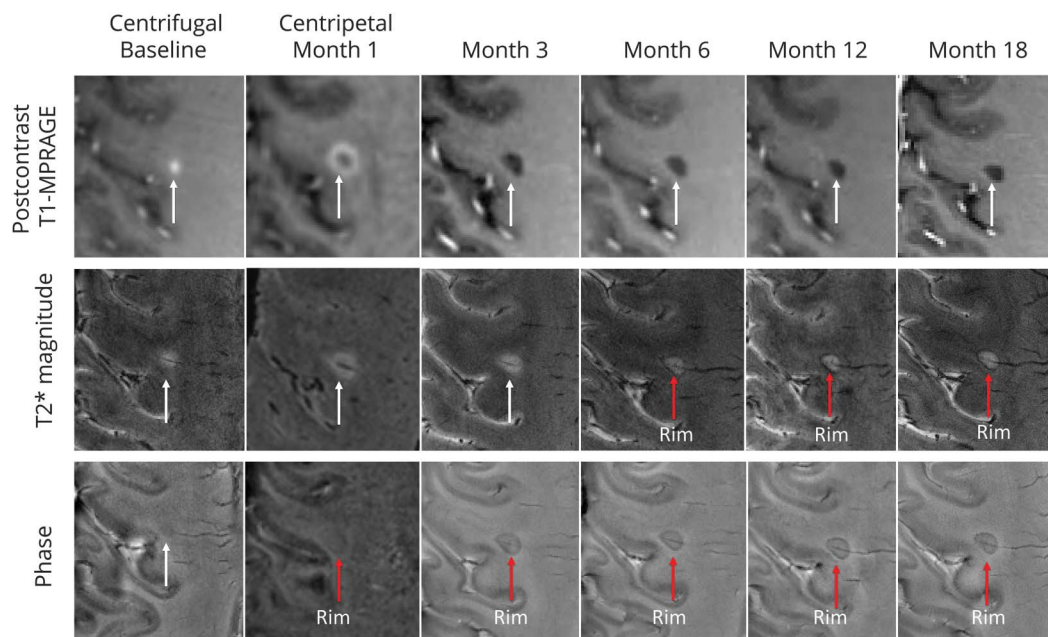 Centrifugal
Baseline
Centripetal
Month 1
Month 3
Month 6
Month 12
Month 18
Postcontrast
T1-MPRAGE
T2* magnitude
Rim
Rim
Rim
Phase
Rim
Rim
Rim
Rim
Rim